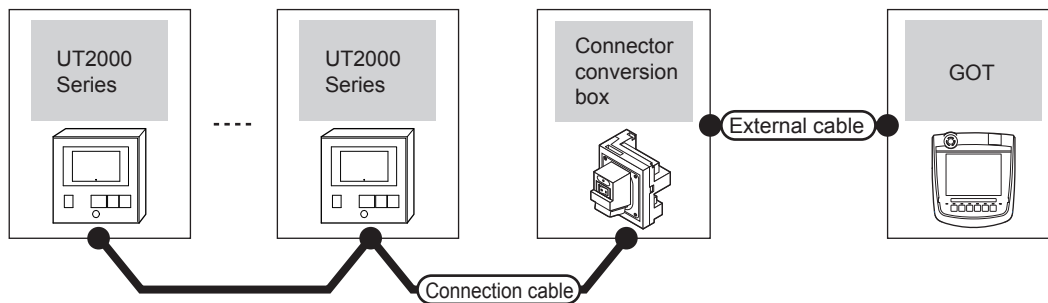 UT2000
Series
UT2000
Series
Connector
conversion
box
GOT
External cable
Connection cable